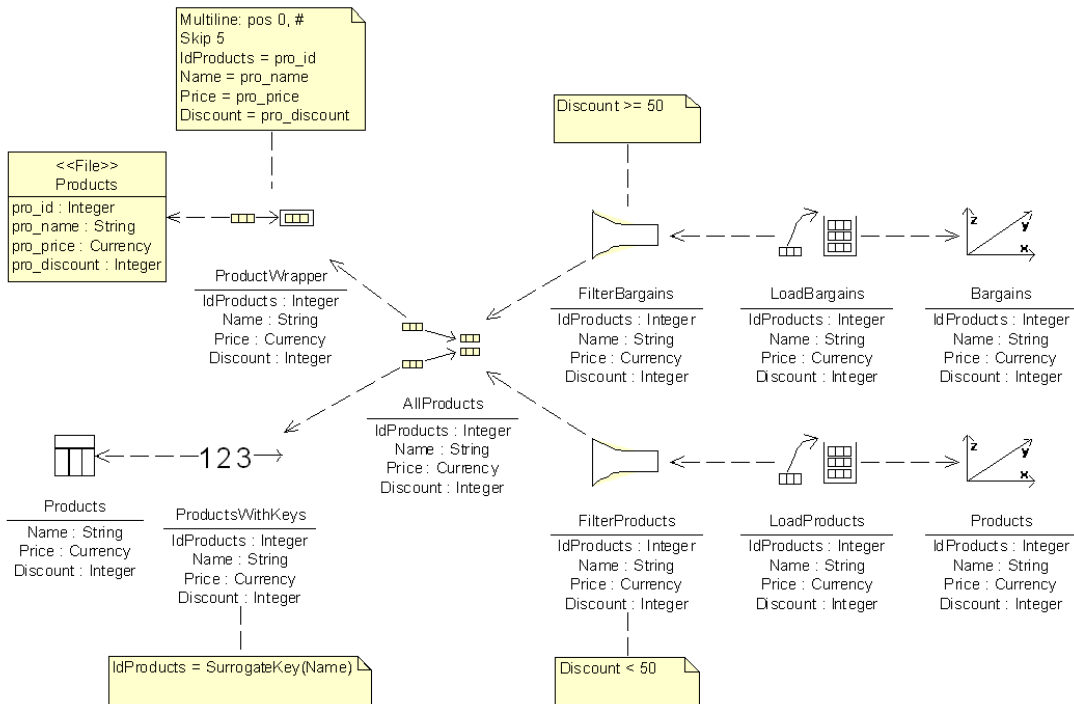 Multiline: pos 0, #
Skip 5
IdProducts = pro_id
Name = pro_name
Price = pro_price
Discount = pro_discount
<<File>>
Products
pro_id : Integer
pro_name : String
pro_price : Currency
pro_discount : Integer
ProductWrapper
IdProducts : Integer
Name : String
Price : Currency
Discount : Integer
Discount >= 50
FilterBargains
IdProducts : Integer
Name : String
Price : Currency
Discount : Integer
LoadBargains
IdProducts : Integer
Name : String
Price : Currency
Discount : Integer
z
y
x
Bargains
IdProducts : Integer
Name : String
Price : Currency
Discount : Integer
AllProducts
IdProducts : Integer
Name : String
Price : Currency
Discount : Integer
Products
Name : String
Price : Currency
Discount : Integer
123
ProductsWithKeys
IdProducts : Integer
Name : String
Price : Currency
Discount : Integer
IdProducts = SurrogateKey(Name)
FilterProducts
IdProducts : Integer
Name : String
Price : Currency
Discount : Integer
Discount < 50
LoadProducts
IdProducts : Integer
Name : String
Price : Currency
Discount : Integer
z
y
x
Products
IdProducts : Integer
Name : String
Price : Currency
Discount : Integer